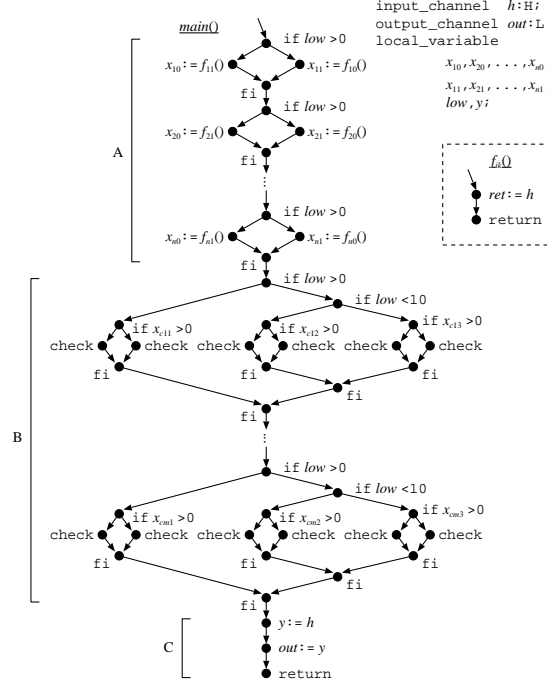 input_channel h:H;
main() output_channel out:L
if low>0 local_variable
x10:=f11() x11:=f10() x10,x20,...,xn0,
fi x11,x21,...,xn1,
if low>0 low,y;
x20:=f21() x21:=f20()
A fi fik()
... ret:=h
if low>0 return
xn0:=fn1() xn1:=fn0()
fi
if low>0
if low<10
if xc11>0 if xc12>0 if xc13>0
check check check check check check
fi fi fi
fi
fi
B ...
if low>0
if low<10
if xcm1>0 if xcm2>0 if xcm3>0
check check check check check check
fi fi fi
fi
fi
y:=h
C out:=y
return